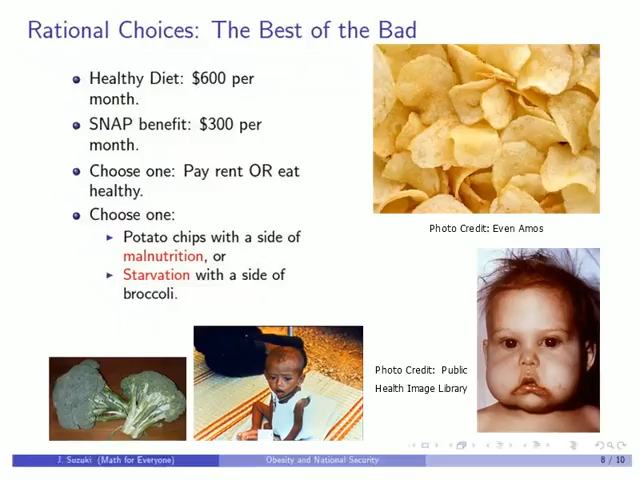 Rational Choices: The Best of the Bad
Healthy Diet: $600 per
month.
SNAP benefit: $300 per
month.
Choose one: Pay rent OR eat
healthy.
Choose one:
Potato chips with a side of
malnutrition, or
Starvation with a side of
broccoli.
Photo Credit: Even Amos
Photo Credit: Public
Health Image Library
J. Suzuki (Math for Everyone)
Obesity and National Security
8 / 10